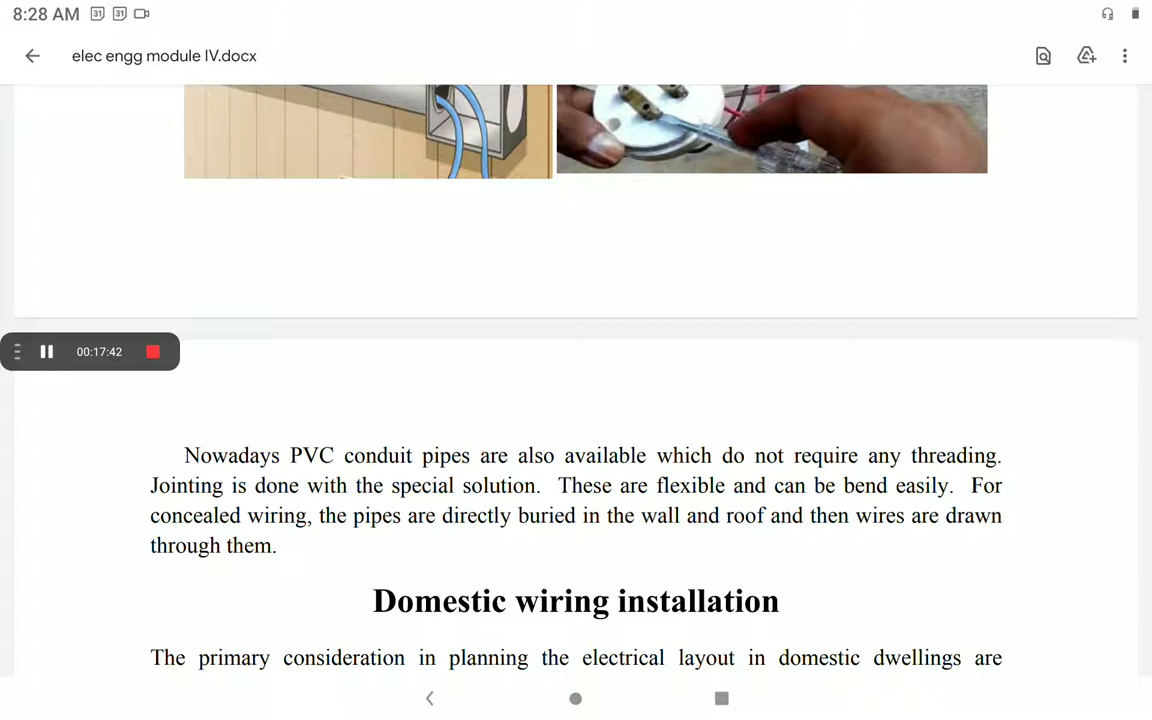 8:28 AM 31 31
elec engg module IV.docx
00:17:42
Nowadays PVC conduit pipes are also available which do not require any threading.
Jointing is done with the special solution. These are flexible and can be bend easily. For
concealed wiring, the pipes are directly buried in the wall and roof and then wires are drawn
through them.
Domestic wiring installation
The primary consideration in planning the electrical layout in domestic dwellings are